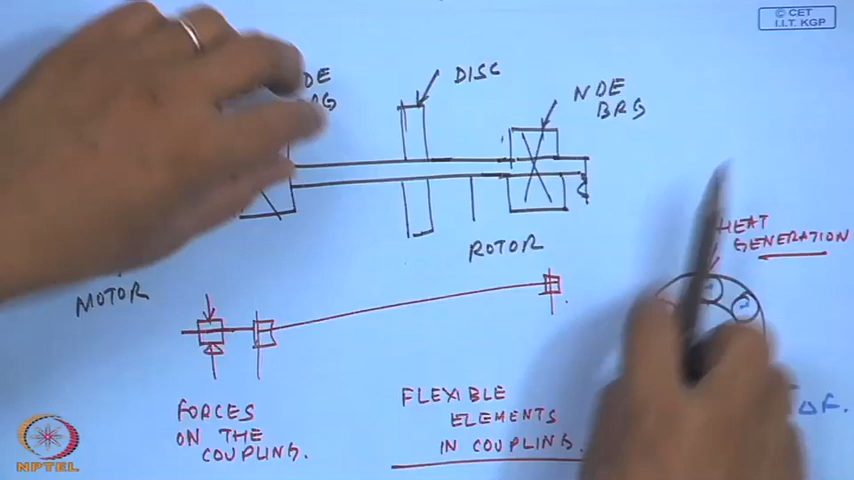 © CET
I.I.T. KGP
DE
DISC
NDE
BRG
ROTOR
HEAT
GENERATION
MOTOR
FORCES
ON THE
COUPLING.
FLEXIBLE
ELEMENTS
IN COUPLING.
ΔF.
NPTEL